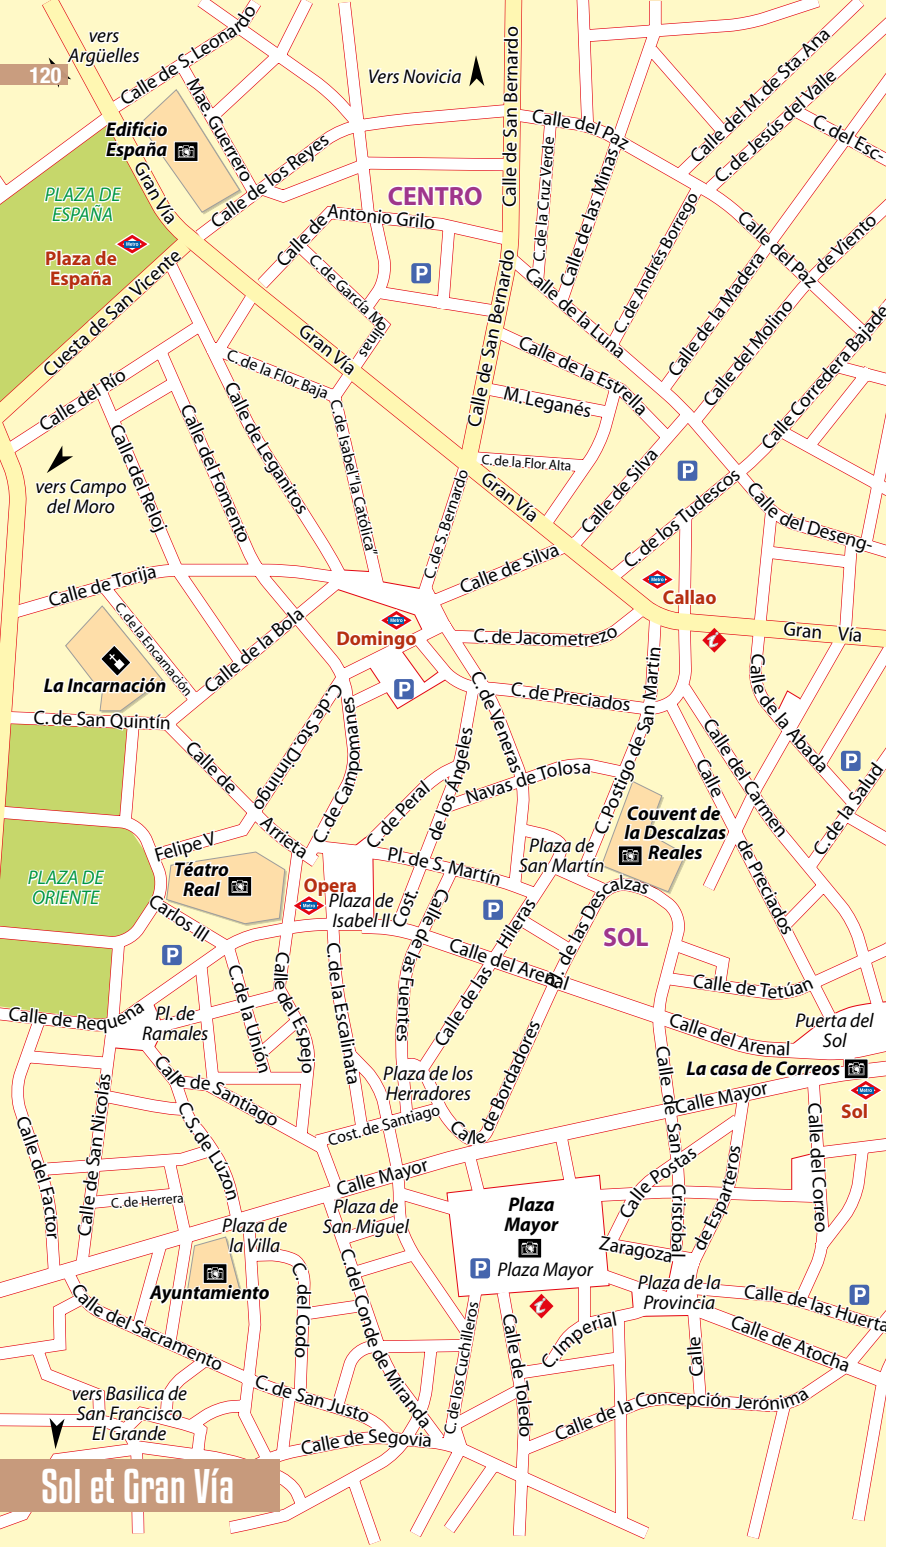 vers
Argüelles
120
Calle de S. Leonardo
Mae. Guerrero
Vers Novicia
Calle de San Bernardo
Calle del Paz
Calle del M. de Sta. Ana
C. de Jesús del Valle
C. del Esc-
Edificio
España
Gran Vía
Calle de los Reyes
CENTRO
C. de la Cruz Verde
Calle de las Minas
PLAZA DE
ESPAÑA
Metro
Plaza de
España
Cuesta de San Vicente
Calle de Antonio Grilo
C. de García Molinas
P
Calle de San Bernardo
Calle de la Luna
C. de Andrés Borrego
Calle del Paz
de Viento
Calle de la Madera
Calle del Molino
Calle Corredera Bajade
Gran Vía
C. de la Flor Baja
Calle de la Estrella
M. Leganés
Calle del Río
Calle de Leganitos
Calle del Fomento
Calle del Reloj
C. de Isabel "la Católica"
C. de la Flor Alta
Gran Vía
Calle de Silva
P
C. de los Tudescos
Calle del Deseng-
vers Campo
del Moro
C. de S. Bernardo
Calle de Silva
Metro
Callao
Calle de Torija
C. de la Encarnación
Calle de la Bola
Metro
Domingo
C. de Jacometrezo
Gran Vía
La Incarnación
P
C. de Preciados
C. Postigo de San Martin
Calle de la Abada
C. de San Quintín
C. de Sto. Dimingo
C. de Campomanes
C. de Veneras
de los Ángeles
Calle del Carmen
P
Calle de
Arrieta
Navas de Tolosa
C. de Peral
Calle
de Preciados
C. de la Salud
Felipe V
Couvent de
la Descalzas
Reales
Plaza de
San Martín
Pl. de S. Martín
PLAZA DE
ORIENTE
Téatro
Real
Opera
Metro
Plaza de
Isabel II
Cost.
Calle de las Fuentes
P
Calle de las Hileras
C. de las Descalzas
SOL
Carlos III
P
Calle del Arenal
Calle de Tetúan
C. de la Unión
Calle del Espejo
C. de la Escalinata
Calle de Requena
Pl. de
Ramales
Calle del Arenal
Puerta del
Sol
Plaza de los
Herradores
Calle de Bordadores
La casa de Correos
Metro
Sol
Calle de Santiago
Cost. de Santiago
Calle Mayor
Calle de San Cristóbal
Calle del Correo
Calle del Factor
Calle de San Nicolás
C. S. de Luzon
C. de Herrera
Calle Mayor
Calle Postas
de Esparteros
Plaza de
San Miguel
Plaza
Mayor
Plaza Mayor
P
Zaragoza
Plaza de
la Villa
Ayuntamiento
Plaza de la
Provincia
P
Calle de las Huerta
Calle de Atocha
Calle del Sacramento
C. del Codo
C. del Conde de Miranda
C. de los Cuchilleros
Calle de Toledo
C. Imperial
Calle
vers Basilica de
San Francisco
El Grande
C. de San Justo
Calle de Segovia
Calle de la Concepción Jerónima
Sol et Gran Vía